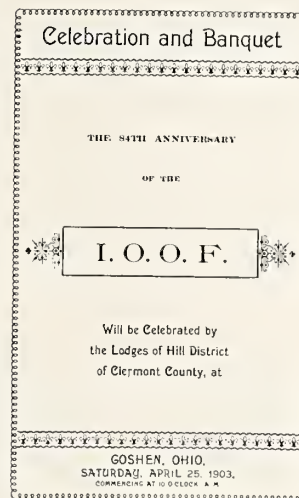 Celebration and Banquet
THE 84TH ANNIVERSARY
OF THE
I. O. O. F.
Will be Celebrated by
the Lodges of Hill District
of Clermont County, at
GOSHEN, OHIO,
SATURDAY, APRIL 25, 1903,
COMMENCING AT 10 O'CLOCK A. M.